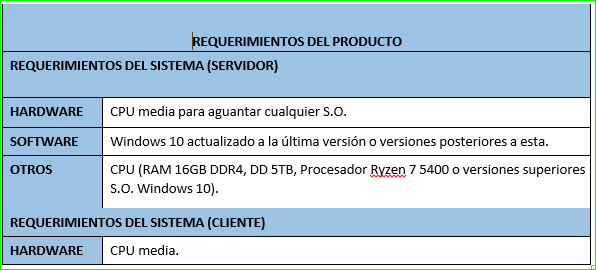 REQUERIMIENTOS DEL PRODUCTO
REQUERIMIENTOS DEL SISTEMA (SERVIDOR)
HARDWARE CPU media para aguantar cualquier S.O.
SOFTWARE Windows 10 actualizado a la última versión o versiones posteriores a esta.
OTROS CPU (RAM 16GB DDR4, DD 5TB, Procesador Ryzen 7 5400 o versiones superiores
S.O. Windows 10).
REQUERIMIENTOS DEL SISTEMA (CLIENTE)
HARDWARE CPU media.